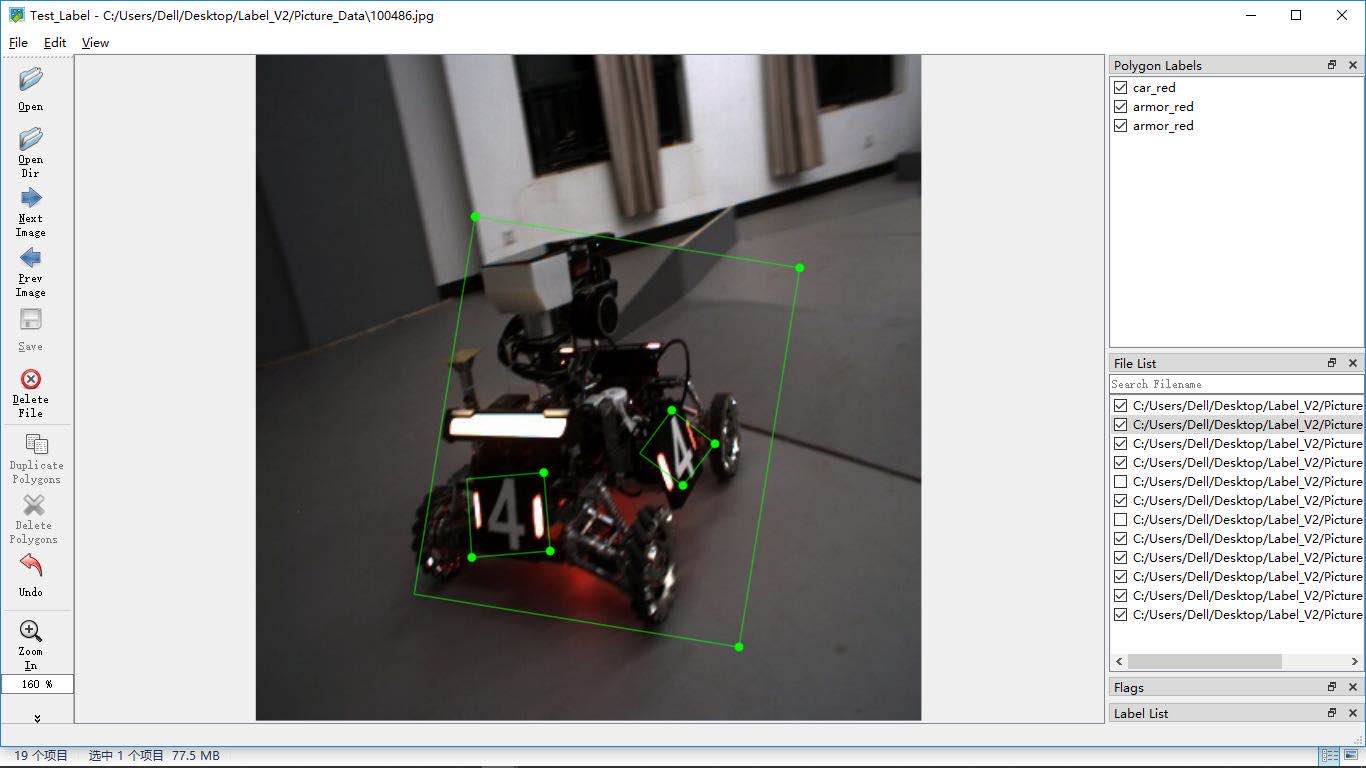 Test_Label - C:/Users/Dell/Desktop/Label_V2/Picture_Data\100486.jpg
File Edit View
Open
Open
Dir
Next
Image
Prev
Image
Save
Delete
File
Duplicate
Polygons
Delete
Polygons
Undo
Zoom
In
160 %
4
4
Polygon Labels
car_red
armor_red
armor_red
File List
Search Filename
C:/Users/Dell/Desktop/Label_V2/Picture
C:/Users/Dell/Desktop/Label_V2/Picture
C:/Users/Dell/Desktop/Label_V2/Picture
C:/Users/Dell/Desktop/Label_V2/Picture
C:/Users/Dell/Desktop/Label_V2/Picture
C:/Users/Dell/Desktop/Label_V2/Picture
C:/Users/Dell/Desktop/Label_V2/Picture
C:/Users/Dell/Desktop/Label_V2/Picture
C:/Users/Dell/Desktop/Label_V2/Picture
C:/Users/Dell/Desktop/Label_V2/Picture
C:/Users/Dell/Desktop/Label_V2/Picture
C:/Users/Dell/Desktop/Label_V2/Picture
Flags
Label List
19 个项目 选中 1 个项目 77.5 MB